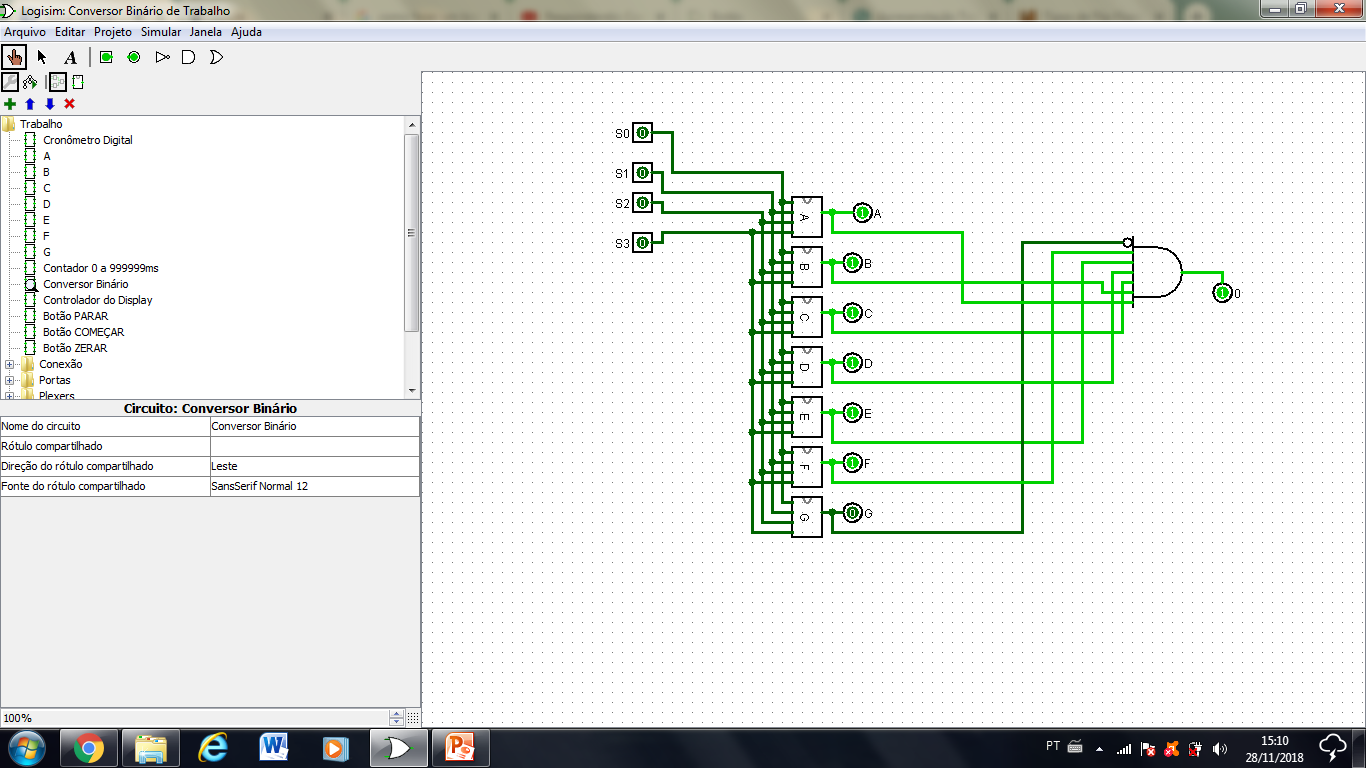 Logisim: Conversor Binário de Trabalho
Arquivo Editar Projeto Simular Janela Ajuda
A
Trabalho
Cronômetro Digital
A
B
C
D
E
F
G
Contador 0 a 999999ms
Conversor Binário
Controlador do Display
Botão PARAR
Botão COMEÇAR
Botão ZERAR
Conexão
Portas
Plexers
Circuito: Conversor Binário
Nome do circuito Conversor Binário
Rótulo compartilhado
Direção do rótulo compartilhado Leste
Fonte do rótulo compartilhado SansSerif Normal 12
100%
S0 0
S1 0
S2 0
S3 0
A 1 A
B 1 B
C 1 C
D 1 D
E 1 E
F 1 F
G 0 G
1 0
PT
15:10
28/11/2018